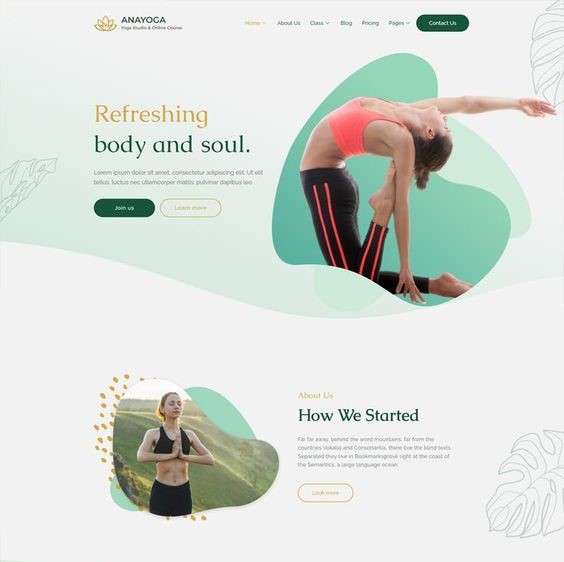 ANAYOGA
Yoga Studio & Online Course
Home
About Us
Class
Blog
Pricing
Pages
Contact Us
Refreshing
body and soul.
Lorem ipsum dolor sit amet, consectetur adipiscing elit. Ut elit
tellus, luctus nec ullamcorper mattis, pulvinar dapibus leo.
Join us
Learn more
About Us
How We Started
Far far away, behind the word mountains, far from the
countries Vokalia and Consonantia, there live the blind texts.
Separated they live in Bookmarksgrove right at the coast of
the Semantics, a large language ocean.
Look more